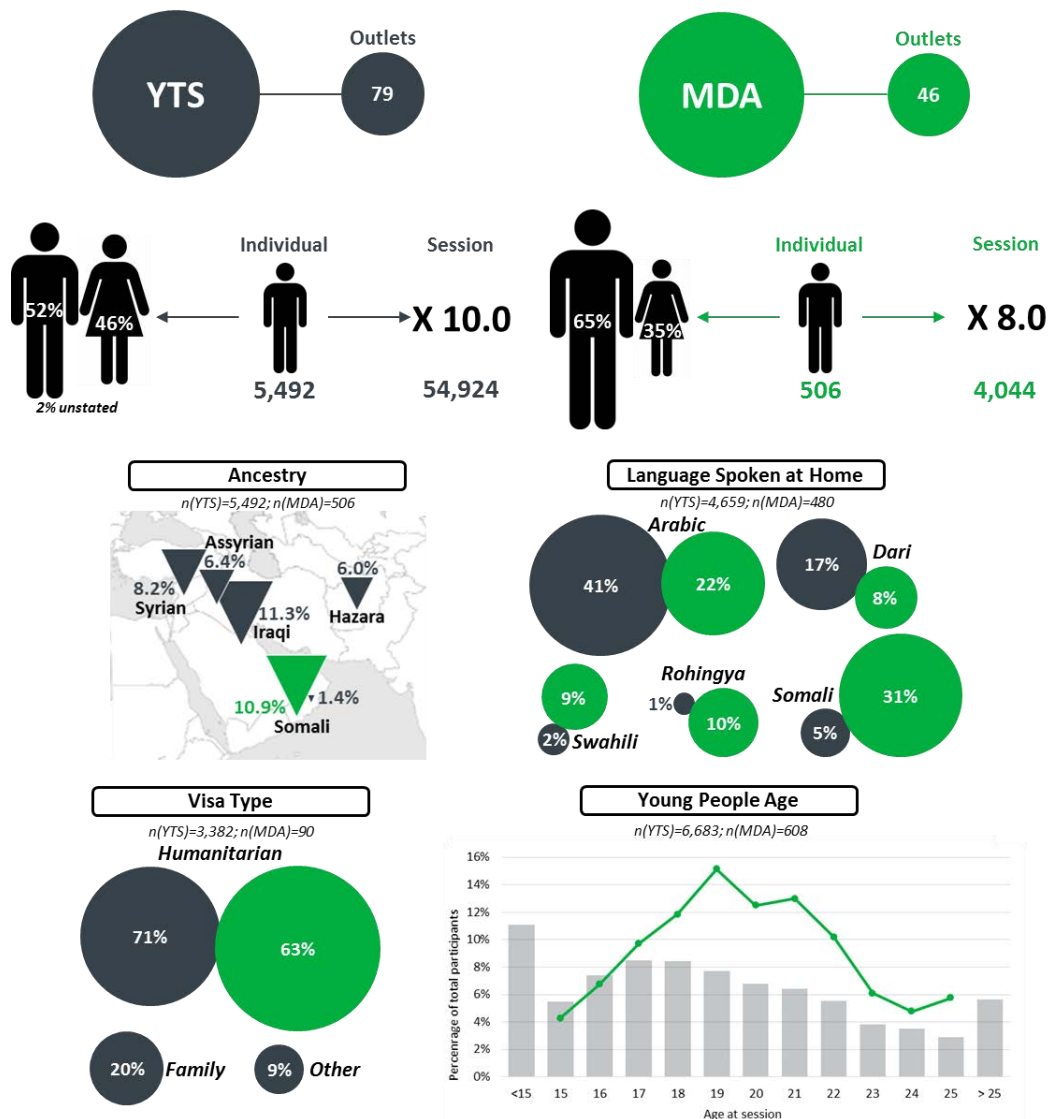 YTS
Outlets
79
MDA
Outlets
46
52%
46%
2% unstated
Individual
5,492
Session
X 10.0
54,924
65%
35%
Individual
506
Session
X 8.0
4,044
Ancestry
n(YTS)=5,492; n(MDA)=506
Assyrian
6.4%
8.2%
Syrian
11.3%
Iraqi
6.0%
Hazara
10.9%
1.4%
Somali
Language Spoken at Home
n(YTS)=4,659; n(MDA)=480
Arabic
41%
22%
17%
Dari
8%
9%
2%
Swahili
Rohingya
1%
10%
Somali
5%
31%
Visa Type
n(YTS)=3,382; n(MDA)=90
Humanitarian
71%
63%
20%
Family
9%
Other
Young People Age
n(YTS)=6,683; n(MDA)=608
Percenrage of total participants
16%
14%
12%
10%
8%
6%
4%
2%
0%
<15 15 16 17 18 19 20 21 22 23 24 25 > 25
Age at session